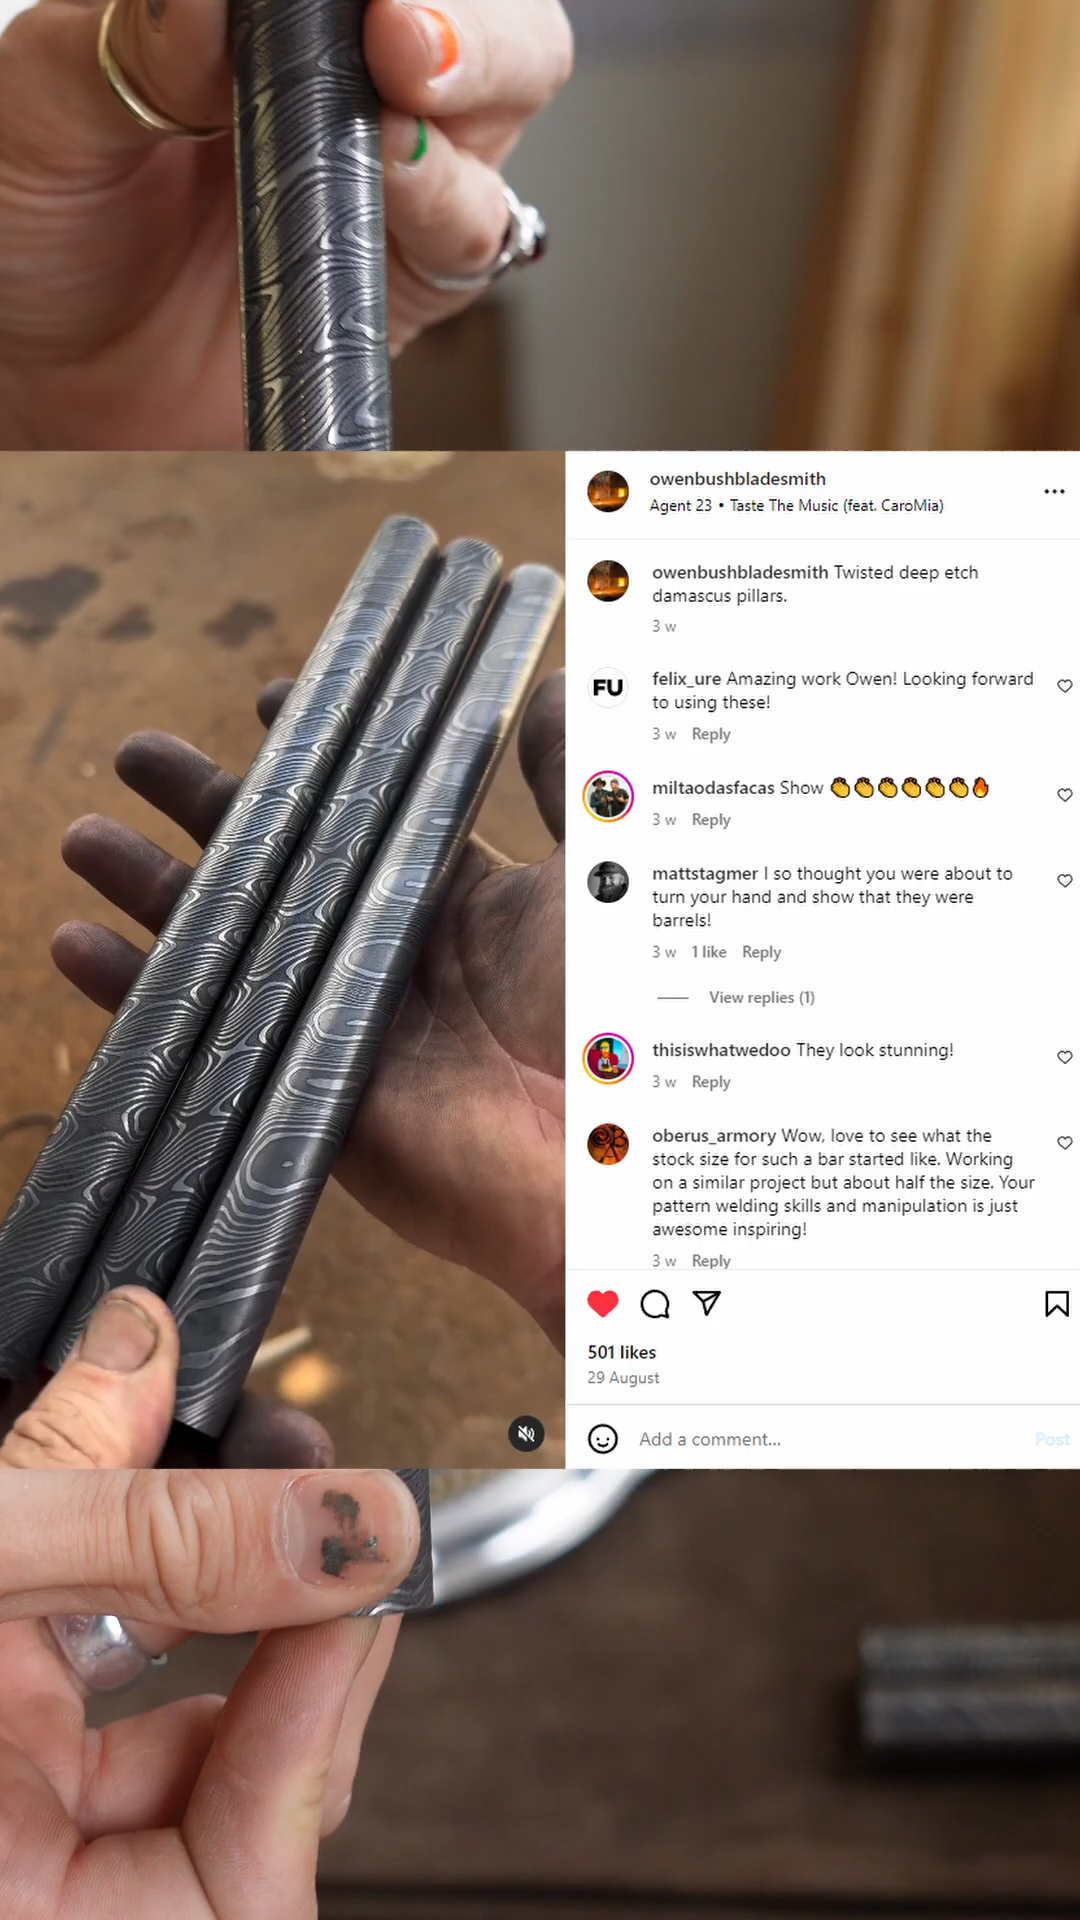 owenbushbladesmith
Agent 23 • Taste The Music (feat. CaroMia)
owenbushbladesmith Twisted deep etch
damascus pillars.
3 w
FU
felix_ure Amazing work Owen! Looking forward
to using these!
3 w Reply
miltaodasfacas Show 👏👏👏👏👏👏🔥
3 w Reply
mattstagmer I so thought you were about to
turn your hand and show that they were
barrels!
3 w 1 like Reply
View replies (1)
thisiswhatwedoo They look stunning!
3 w Reply
oberus_armory Wow, love to see what the
stock size for such a bar started like. Working
on a similar project but about half the size. Your
pattern welding skills and manipulation is just
awesome inspiring!
3 w Reply
501 likes
29 August
Add a comment...
Post